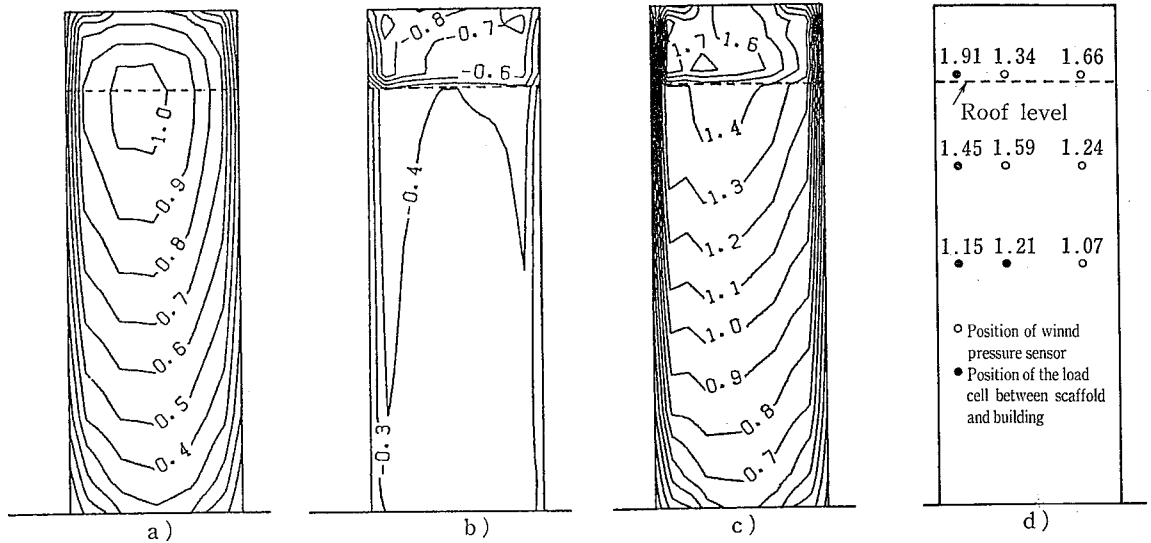 1.0
0.9
0.8
0.7
0.6
0.5
0.4
a)
-0.8
-0.7
-0.6
-0.4
-0.3
b)
1.7
1.6
1.4
1.3
1.2
1.1
1.0
0.9
0.8
0.7
c)
1.91 1.34 1.66
Roof level
1.45 1.59 1.24
1.15 1.21 1.07
Position of winnd
pressure sensor
Position of the load
cell between scaffold
and building
d)